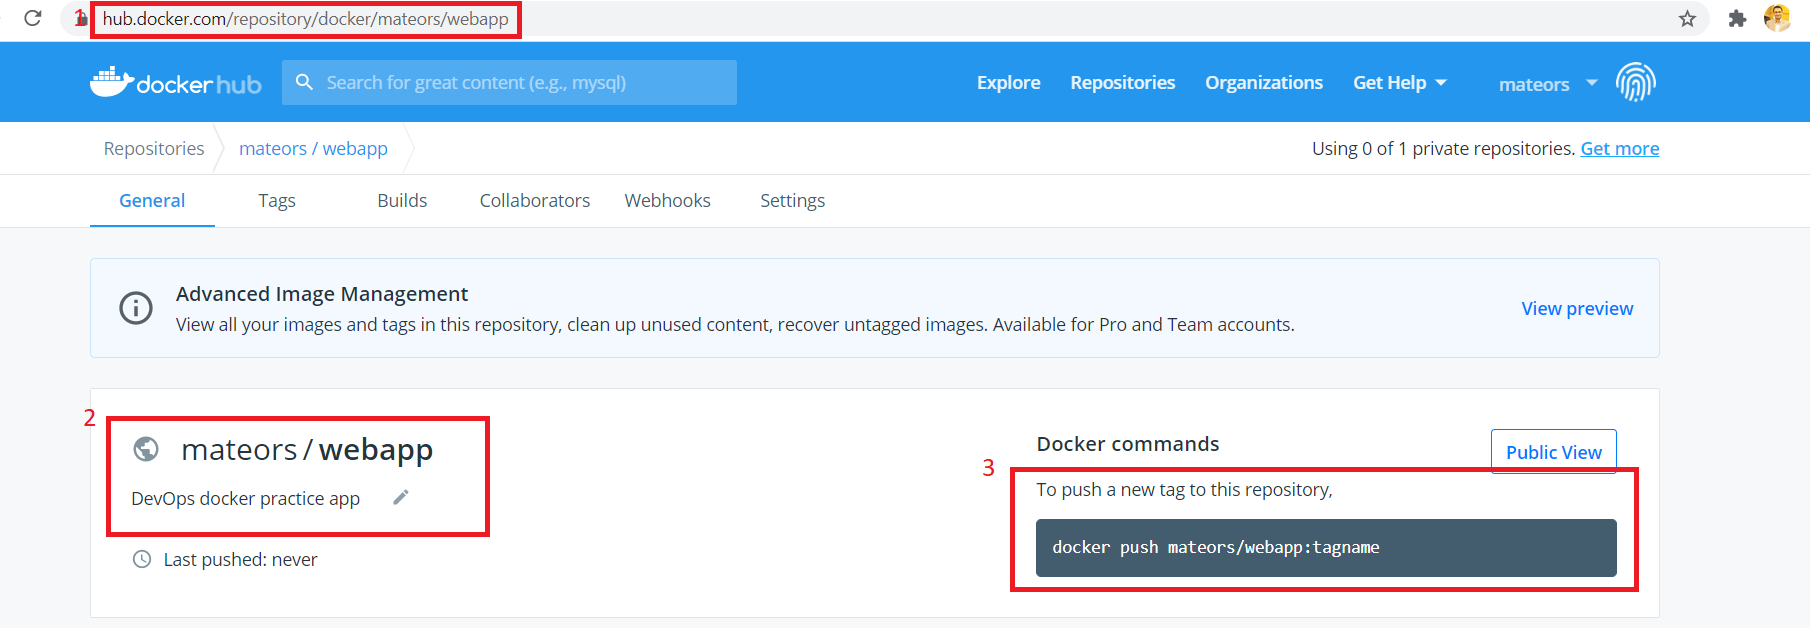 1
hub.docker.com/repository/docker/mateors/webapp
dockerhub
Search for great content (e.g., mysql)
Explore
Repositories
Organizations
Get Help
mateors
Repositories
mateors / webapp
Using 0 of 1 private repositories. Get more
General
Tags
Builds
Collaborators
Webhooks
Settings
Advanced Image Management
View all your images and tags in this repository, clean up unused content, recover untagged images. Available for Pro and Team accounts.
View preview
2
mateors / webapp
DevOps docker practice app
Last pushed: never
Docker commands
Public View
3
To push a new tag to this repository,
docker push mateors/webapp:tagname